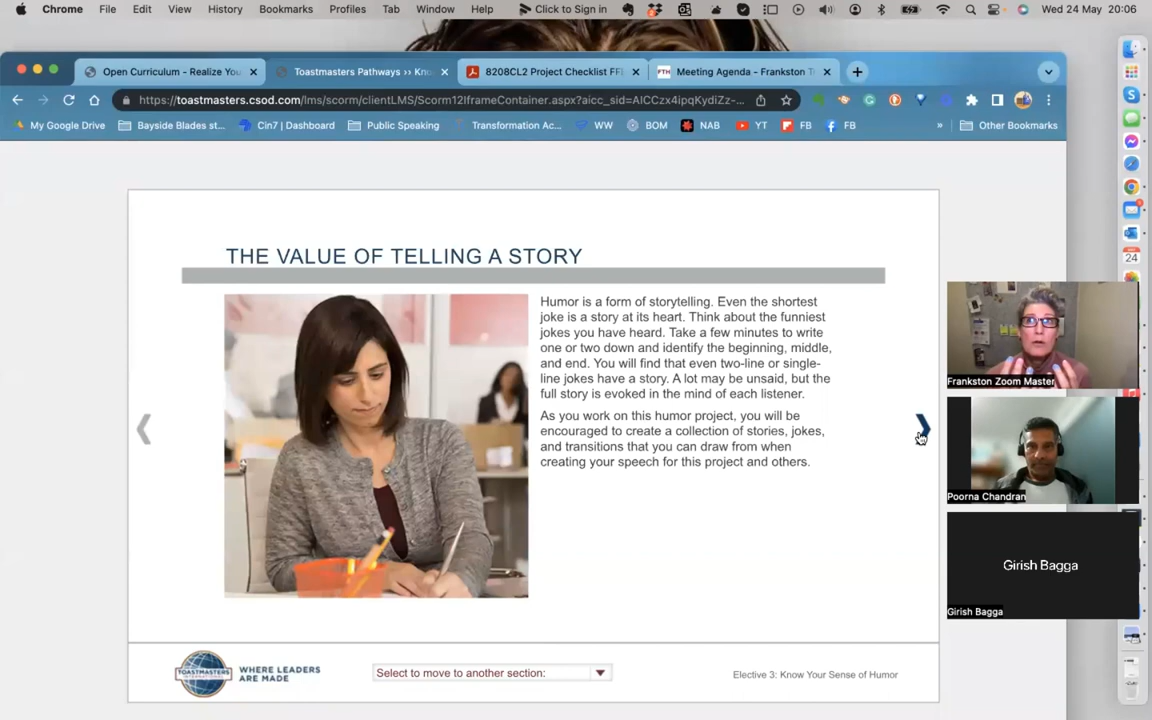 Chrome File Edit View History Bookmarks Profiles Tab Window Help Click to Sign in Wed 24 May 20:06
Open Curriculum - Realize You
Toastmasters Pathways ›› Kno
8208CL2 Project Checklist FFE
FTH Meeting Agenda - Frankston T
https://toastmasters.csod.com/lms/scorm/clientLMS/Scorm12IframeContainer.aspx?aicc_sid=AICCzx4ipqKydiZz-...
My Google Drive Bayside Blades st... Cin7 | Dashboard Public Speaking Transformation Ac... WW BOM NAB YT FB FB » Other Bookmarks
THE VALUE OF TELLING A STORY
Humor is a form of storytelling. Even the shortest
joke is a story at its heart. Think about the funniest
jokes you have heard. Take a few minutes to write
one or two down and identify the beginning, middle,
and end. You will find that even two-line or single-
line jokes have a story. A lot may be unsaid, but the
full story is evoked in the mind of each listener.
As you work on this humor project, you will be
encouraged to create a collection of stories, jokes,
and transitions that you can draw from when
creating your speech for this project and others.
24
Frankston Zoom Master
Poorna Chandran
Girish Bagga
Girish Bagga
TOASTMASTERS
INTERNATIONAL
WHERE LEADERS
ARE MADE
Select to move to another section:
Elective 3: Know Your Sense of Humor